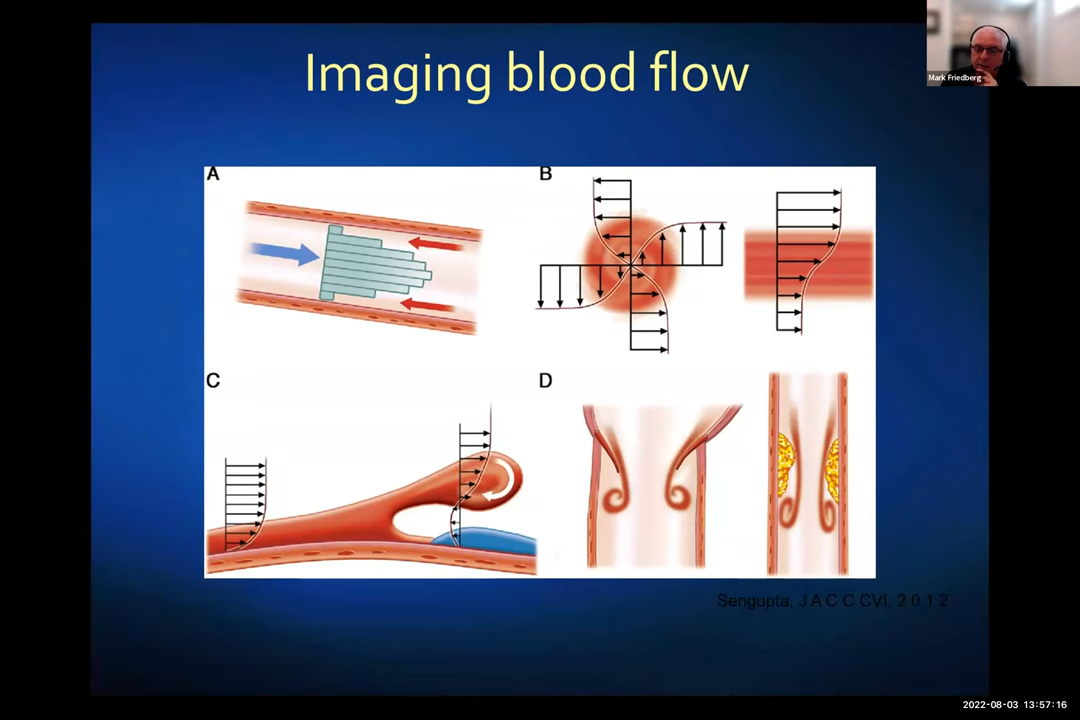 Imaging blood flow
Mark Friedberg
A
B
C
D
Sengupta, J A C C CVI, 2 0 1 2
2022-08-03 13:57:16